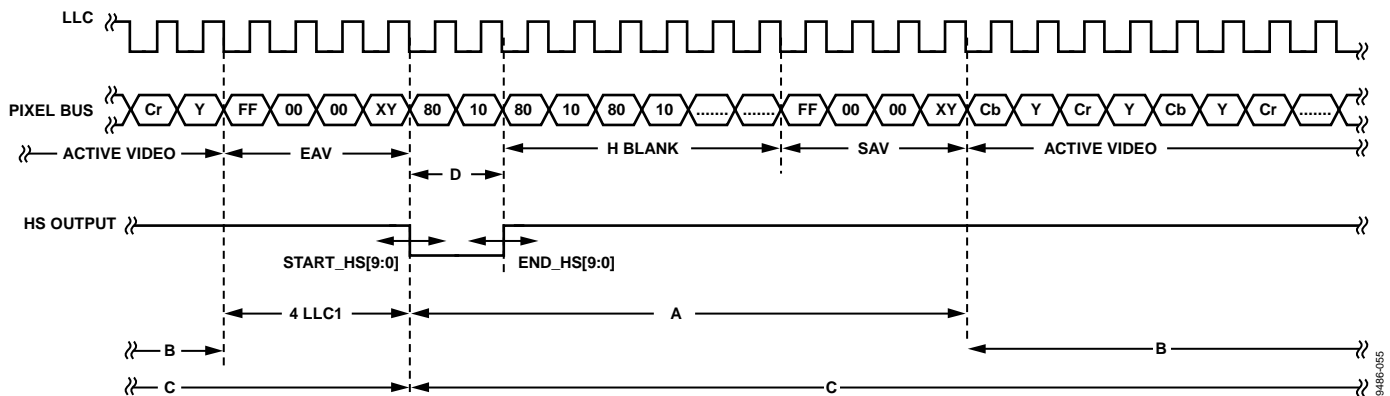 LLC
PIXEL BUS Cr Y FF 00 00 XY 80 10 80 10 80 10 ....... ....... FF 00 00 XY Cb Y Cr Y Cb Y Cr .......
ACTIVE VIDEO EAV H BLANK SAV ACTIVE VIDEO
D
HS OUTPUT
START_HS[9:0] END_HS[9:0]
4 LLC1 A
B B
C C
9486-055